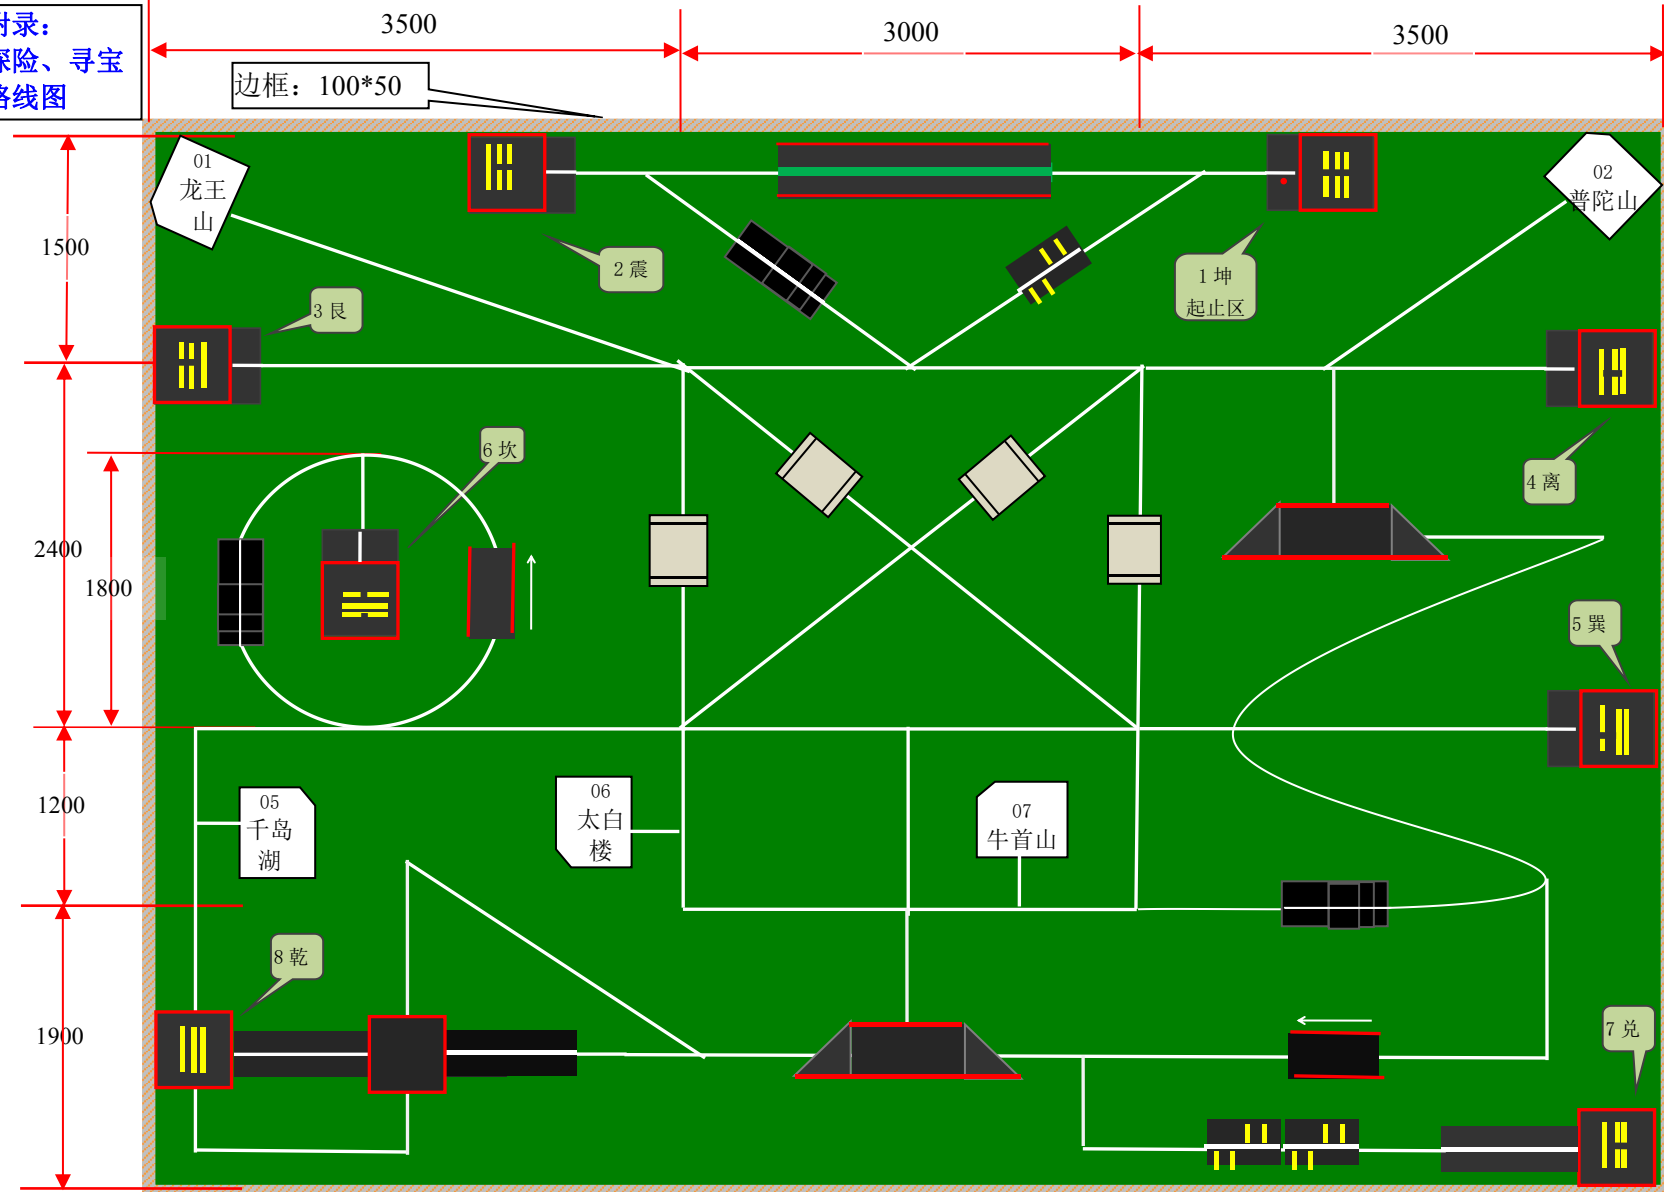 附录：
探险、寻宝
路线图
3500
3000
3500
边框：100*50
01
龙王
山
02
普陀山
1500
2震
1坤
起止区
3艮
6坎
4离
2400
1800
5巽
1200
05
千岛
湖
06
太白
楼
07
牛首山
8乾
1900
7兑